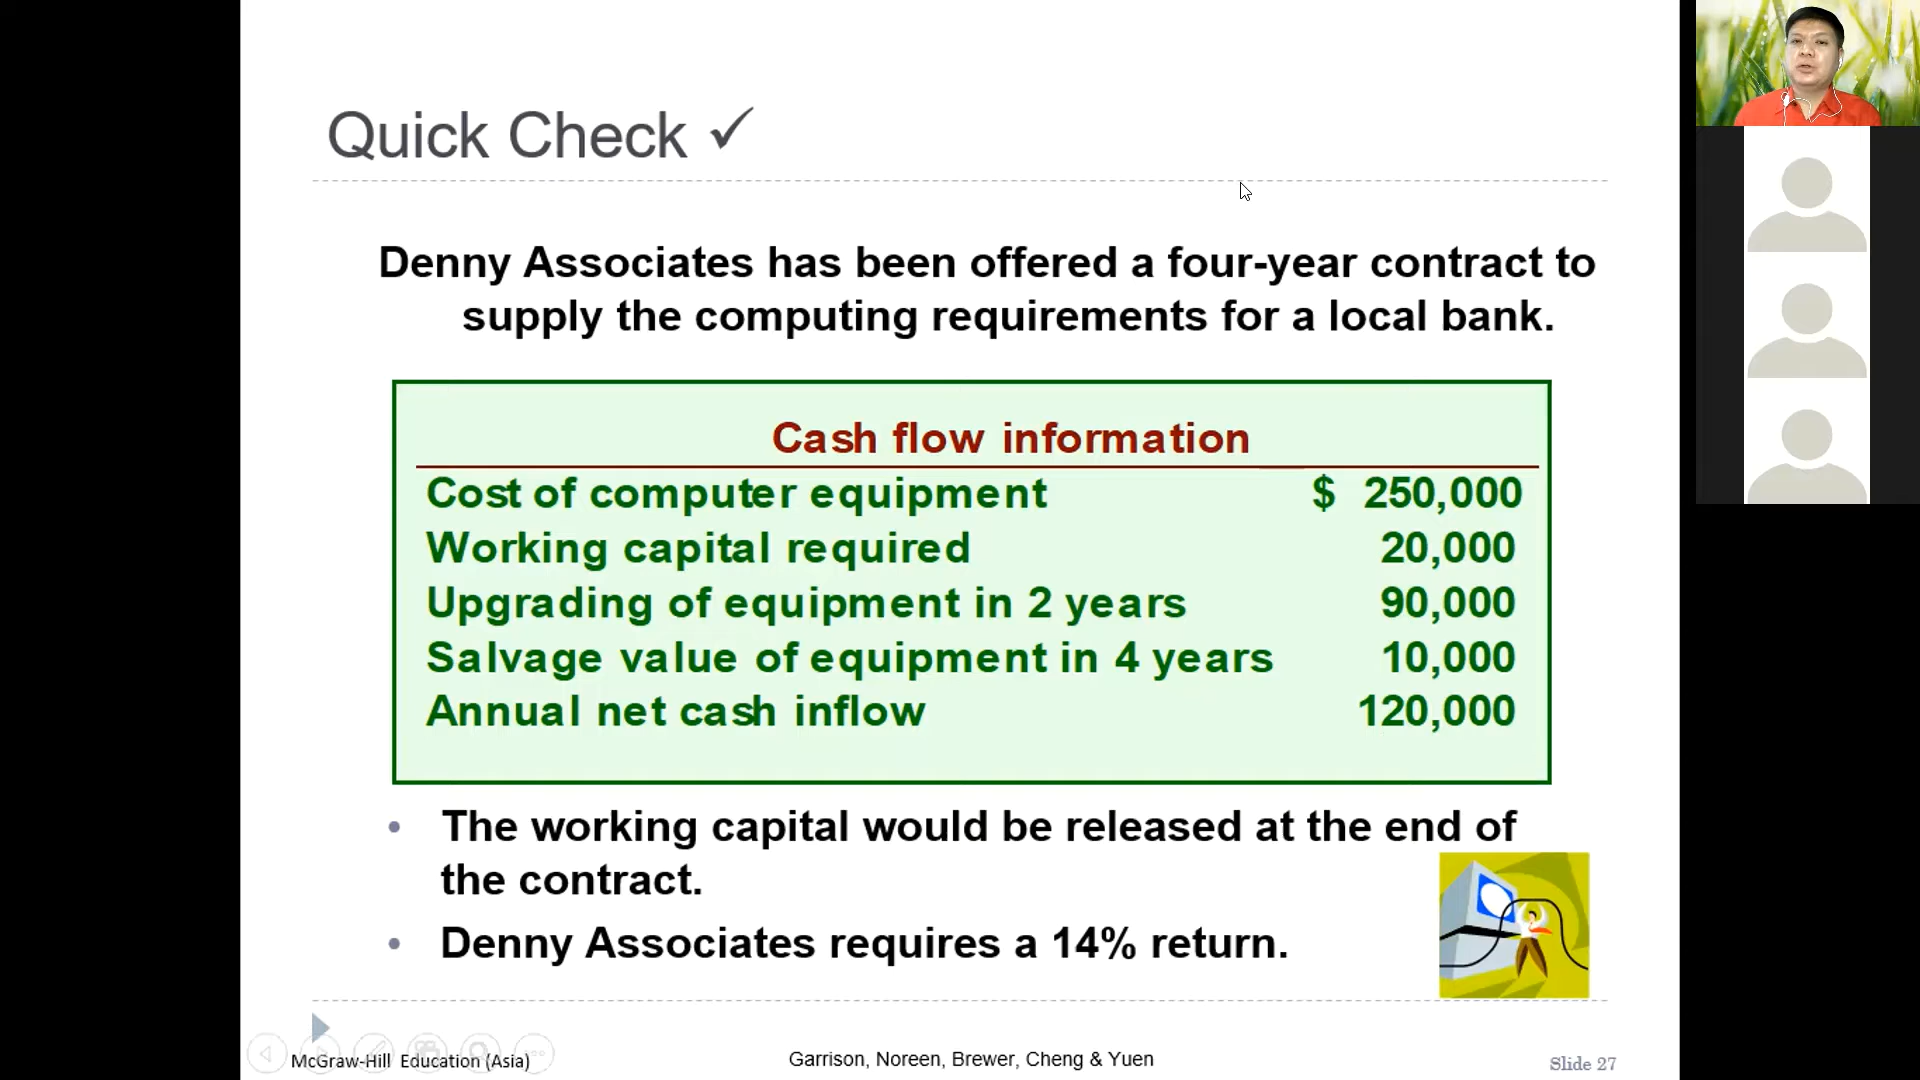 Quick Check ✓
Denny Associates has been offered a four-year contract to
supply the computing requirements for a local bank.
Cash flow information
Cost of computer equipment $ 250,000
Working capital required 20,000
Upgrading of equipment in 2 years 90,000
Salvage value of equipment in 4 years 10,000
Annual net cash inflow 120,000
• The working capital would be released at the end of
the contract.
• Denny Associates requires a 14% return.
McGraw-Hill Education (Asia)
Garrison, Noreen, Brewer, Cheng & Yuen
Slide 27